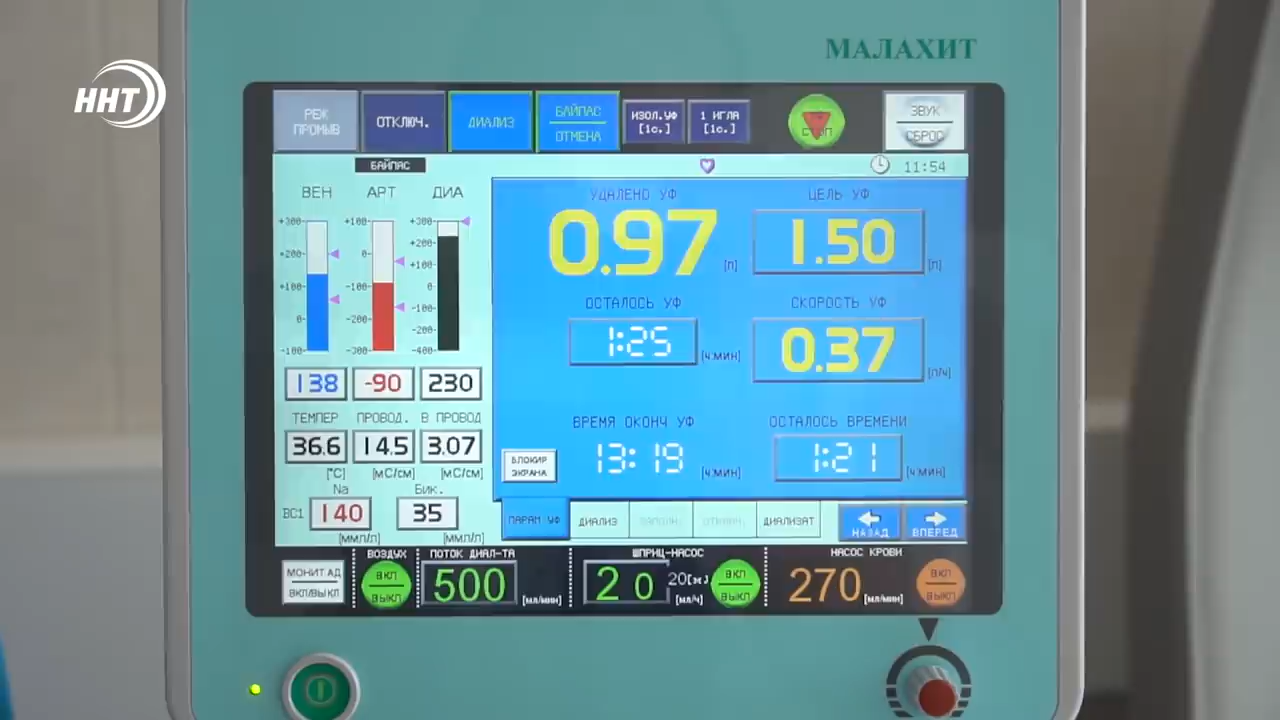 ННТ
МАЛАХИТ
РЕЖ
ПРОМЫВ
ОТКЛЮЧ.
ДИАЛИЗ
БАЙПАС
ОТМЕНА
ИЗОЛ.УФ
[1с.]
1 ИГЛА
[1с.]
СТОП
ЗВУК
СБРОС
БАЙПАС
11:54
ВЕН АРТ ДИА
+300 +200 +100 0 -100
+100 0 -100 -200 -300
+300 +200 +100 0 -100 -200 -400
138 -90 230
ТЕМПЕР ПРОВОД. В ПРОВОД
36.6 14.5 3.07
[°C] [мС/см] [мС/см]
Na Бик.
ВС1 140 35
[ммл/л] [ммл/л]
УДАЛЕНО УФ ЦЕЛЬ УФ
0.97 [л] 1.50 [л]
ОСТАЛОСЬ УФ СКОРОСТЬ УФ
1:25 [ч:мин] 0.37 [л/ч]
ВРЕМЯ ОКОНЧ УФ ОСТАЛОСЬ ВРЕМЕНИ
13:19 [ч:мин] 1:21 [ч:мин]
БЛОКИР
ЭКРАНА
ПАРАМ УФ ДИАЛИЗ ЗАПОЛН. ДИАЛИЗАТ
НАЗАД ВПЕРЕД
МОНИТ АД
ВКЛ/ВЫКЛ
ВОЗДУХ
ВКЛ
ВЫКЛ
ПОТОК ДИАЛ-ТА
500 [мл/мин]
ШПРИЦ-НАСОС
2.0 20[мл]
[мл/ч]
ВКЛ
ВЫКЛ
НАСОС КРОВИ
270 [мл/мин]
ВКЛ
ВЫКЛ